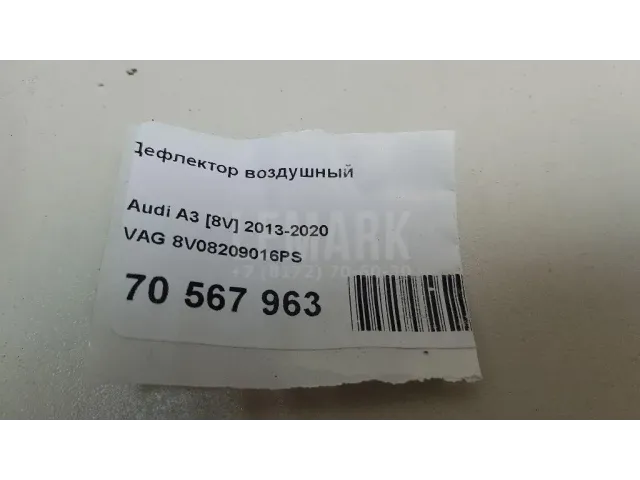 Дефлектор воздушный
Audi A3 [8V] 2013-2020
VAG 8V08209016PS
70 567 963